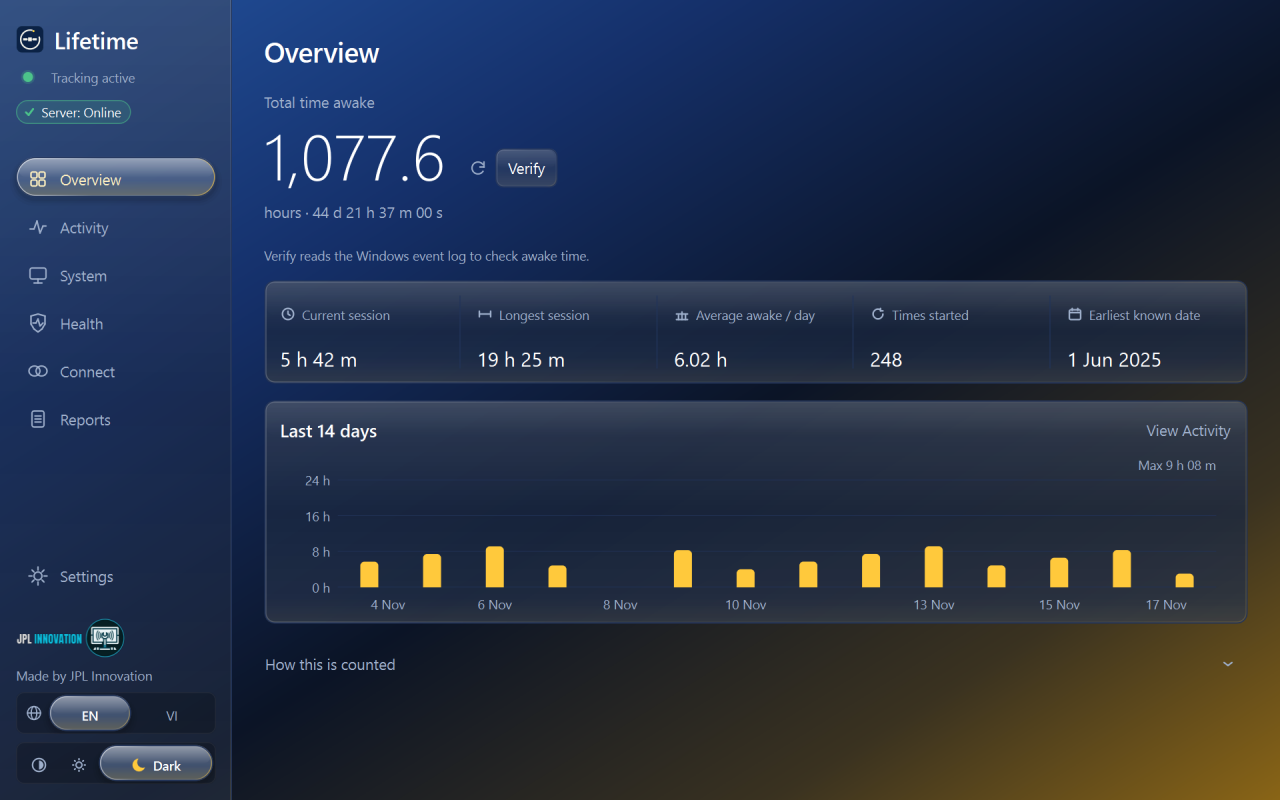 Lifetime
Tracking active
Server: Online
Overview
Activity
System
Health
Connect
Reports
Settings
JPL INNOVATION
Made by JPL Innovation
EN
VI
Dark
Overview
Total time awake
1,077.6
Verify
hours · 44 d 21 h 37 m 00 s
Verify reads the Windows event log to check awake time.
Current session
5 h 42 m
Longest session
19 h 25 m
Average awake / day
6.02 h
Times started
248
Earliest known date
1 Jun 2025
Last 14 days
View Activity
Max 9 h 08 m
24 h
16 h
8 h
0 h
4 Nov 6 Nov 8 Nov 10 Nov 13 Nov 15 Nov 17 Nov
How this is counted